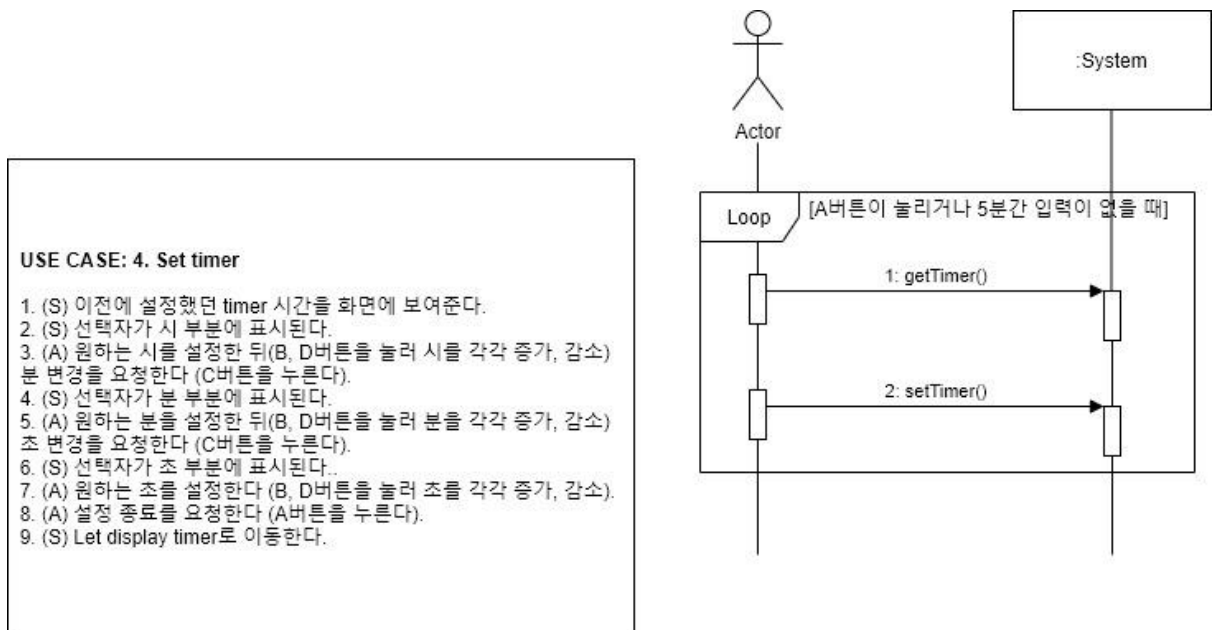 USE CASE: 4. Set timer
1. (S) 이전에 설정했던 timer 시간을 화면에 보여준다.
2. (S) 선택자가 시 부분에 표시된다.
3. (A) 원하는 시를 설정한 뒤(B, D버튼을 눌러 시를 각각 증가, 감소)
분 변경을 요청한다 (C버튼을 누른다).
4. (S) 선택자가 분 부분에 표시된다.
5. (A) 원하는 분을 설정한 뒤(B, D버튼을 눌러 분을 각각 증가, 감소)
초 변경을 요청한다 (C버튼을 누른다).
6. (S) 선택자가 초 부분에 표시된다..
7. (A) 원하는 초를 설정한다 (B, D버튼을 눌러 초를 각각 증가, 감소).
8. (A) 설정 종료를 요청한다 (A버튼을 누른다).
9. (S) Let display timer로 이동한다.
Actor
:System
Loop
[A버튼이 눌리거나 5분간 입력이 없을 때]
1: getTimer()
2: setTimer()